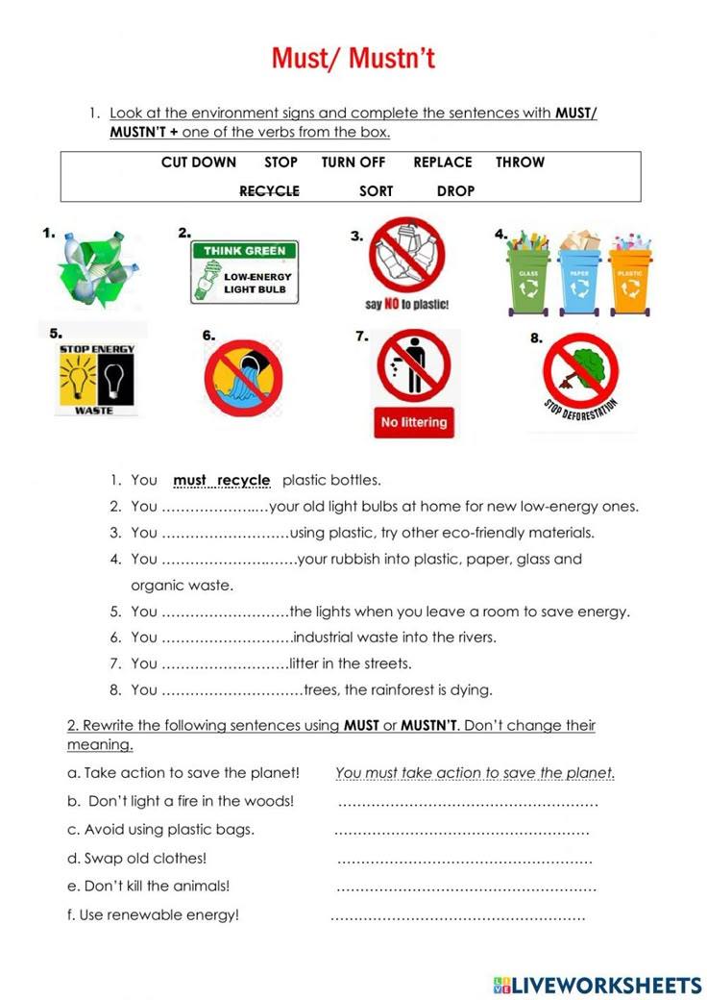 Must/ Mustn't
1. Look at the environment signs and complete the sentences with MUST/
MUSTN'T + one of the verbs from the box.
CUT DOWN STOP TURN OFF REPLACE THROW
RECYCLE SORT DROP
1.
2.
THINK GREEN
LOW-ENERGY
LIGHT BULB
3.
say NO to plastic!
4.
GLASS PAPER PLASTIC
5.
STOP ENERGY
WASTE
6.
7.
No littering
8.
STOP DEFORESTATION
1. You must recycle plastic bottles.
2. You ……………….…your old light bulbs at home for new low-energy ones.
3. You ………………………using plastic, try other eco-friendly materials.
4. You ………………….…….your rubbish into plastic, paper, glass and
organic waste.
5. You ………………………the lights when you leave a room to save energy.
6. You ……………………….industrial waste into the rivers.
7. You ………………………litter in the streets.
8. You …………………………trees, the rainforest is dying.
2. Rewrite the following sentences using MUST or MUSTN'T. Don't change their
meaning.
a. Take action to save the planet! You must take action to save the planet.
b. Don't light a fire in the woods! ………………………………………………
c. Avoid using plastic bags. ………………………………………………
d. Swap old clothes! ………………………………………………
e. Don't kill the animals! ………………………………………………
f. Use renewable energy! ………………………………………………
LIVE LIVEWORKSHEETS